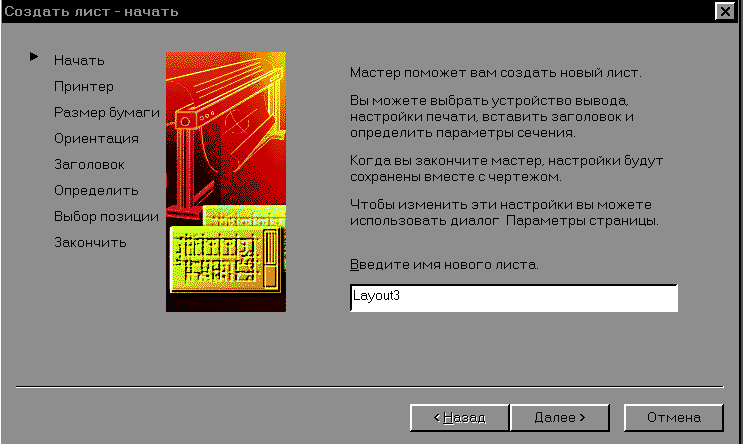 Создать лист - начать
Начать
Принтер
Размер бумаги
Ориентация
Заголовок
Определить
Выбор позиции
Закончить
Мастер поможет вам создать новый лист.
Вы можете выбрать устройство вывода,
настройки печати, вставить заголовок и
определить параметры сечения.
Когда вы закончите мастер, настройки будут
сохранены вместе с чертежом.
Чтобы изменить эти настройки вы можете
использовать диалог Параметры страницы.
Введите имя нового листа.
Layout3
< Назад
Далее >
Отмена